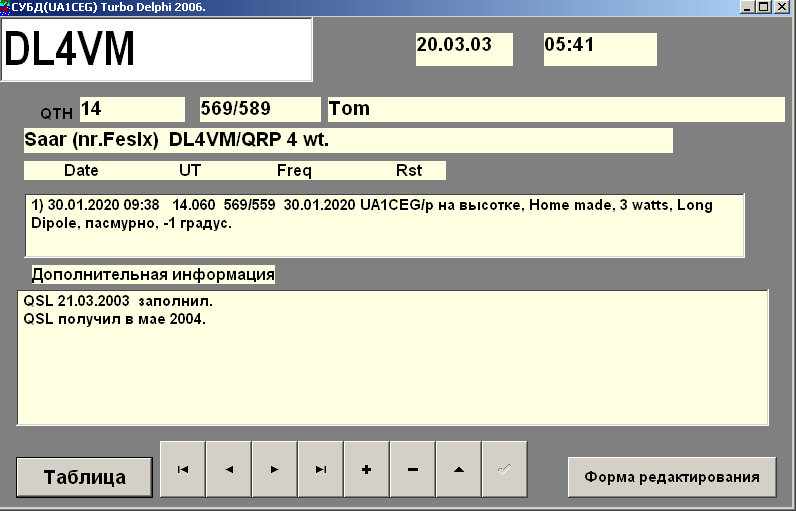 СУБД(UA1CEG) Turbo Delphi 2006.
DL4VM
20.03.03 05:41
QTH 14 569/589 Tom
Saar (nr.Feslx) DL4VM/QRP 4 wt.
Date UT Freq Rst
1) 30.01.2020 09:38 14.060 569/559 30.01.2020 UA1CEG/p на высотке, Home made, 3 watts, Long
Dipole, пасмурно, -1 градус.
Дополнительная информация
QSL 21.03.2003 заполнил.
QSL получил в мае 2004.
Таблица
Форма редактирования